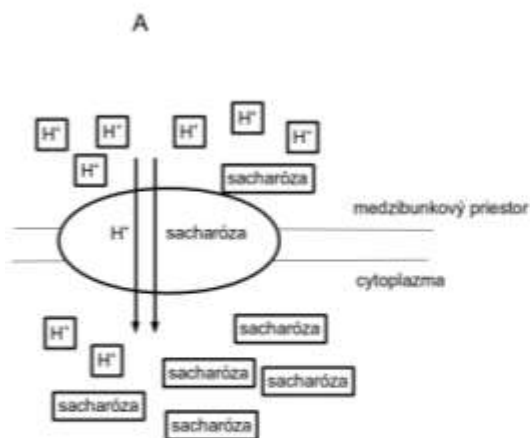 A
H⁺ H⁺ H⁺ H⁺ H⁺
H⁺ sacharóza
medzibunkový priestor
H⁺ sacharóza
cytoplazma
H⁺ sacharóza
H⁺ sacharóza sacharóza
sacharóza
sacharóza